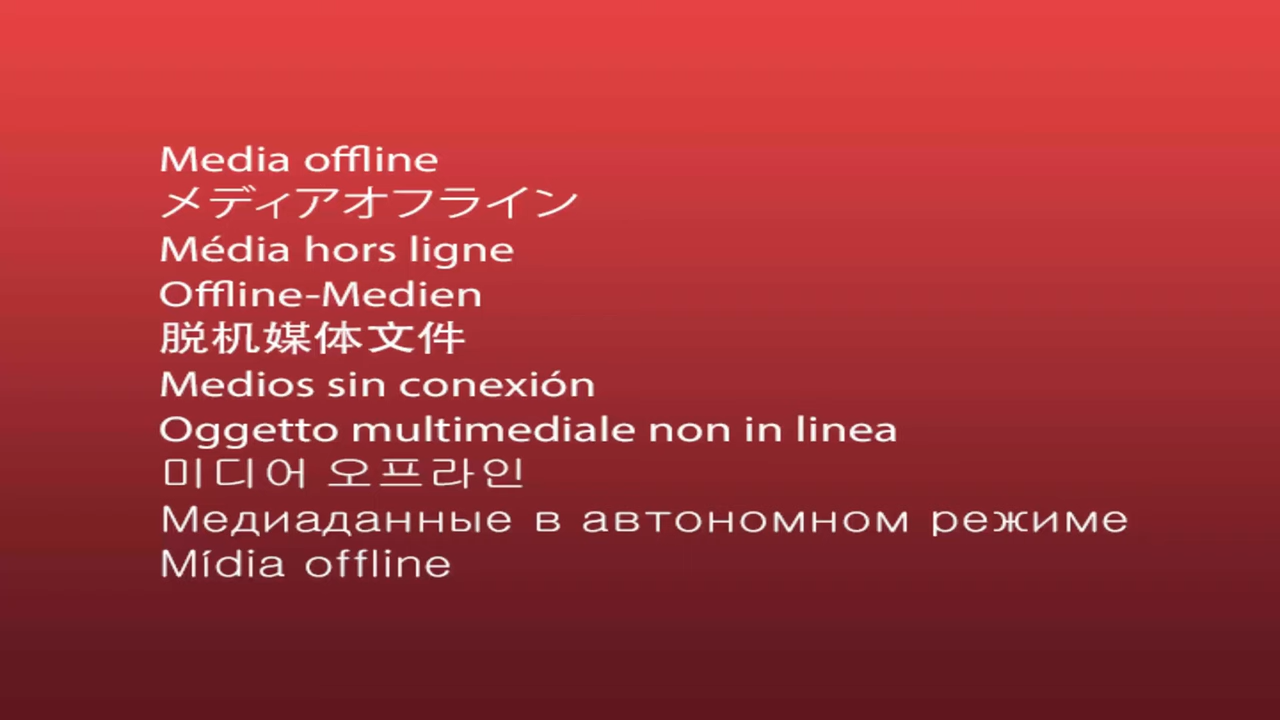 Media offline
メディアオフライン
Média hors ligne
Offline-Medien
脱机媒体文件
Medios sin conexión
Oggetto multimediale non in linea
미디어 오프라인
Медиаданные в автономном режиме
Mídia offline